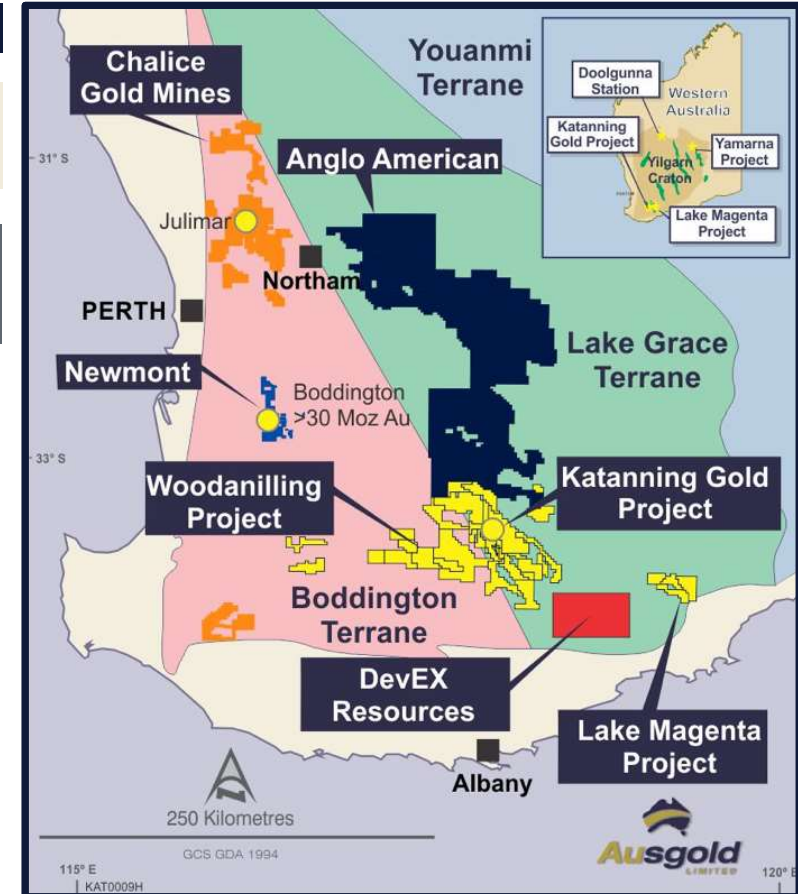 Chalice
Gold Mines
Youanmi
Terrane
Doolgunna
Station
Western
Australia
Katanning
Gold Project
Yamarna
Project
Yilgarn
Craton
Lake Magenta
Project
31° S
Anglo American
Julimar
Northam
PERTH
Lake Grace
Terrane
Newmont
Boddington
>30 Moz Au
33° S
Woodanilling
Project
Katanning Gold
Project
Boddington
Terrane
DevEX
Resources
Lake Magenta
Project
Albany
250 Kilometres
GCS GDA 1994
Ausgold
LIMITED
115° E
120° E
KAT0009H